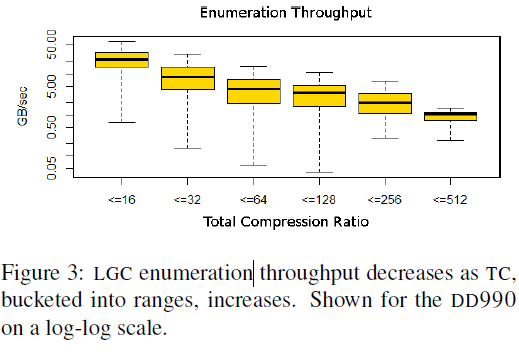 Enumeration Throughput
GB/sec
50.00
5.00
0.50
0.05
<=16 <=32 <=64 <=128 <=256 <=512
Total Compression Ratio
Figure 3: LGC enumeration throughput decreases as TC,
bucketed into ranges, increases. Shown for the DD990
on a log-log scale.